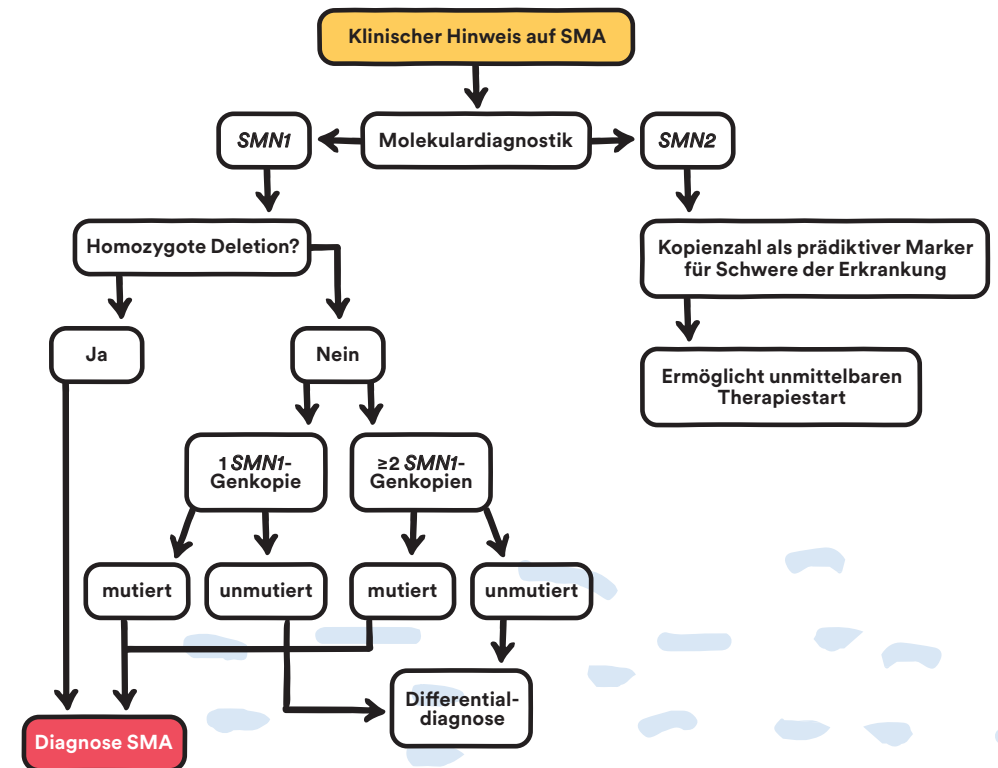 Klinischer Hinweis auf SMA
SMN1
Molekulardiagnostik
SMN2
Homozygote Deletion?
Kopienzahl als prädiktiver Marker
für Schwere der Erkrankung
Ja
Nein
Ermöglicht unmittelbaren
Therapiestart
1 SMN1-
Genkopie
≥2 SMN1-
Genkopien
mutiert
unmutiert
mutiert
unmutiert
Differential-
diagnose
Diagnose SMA